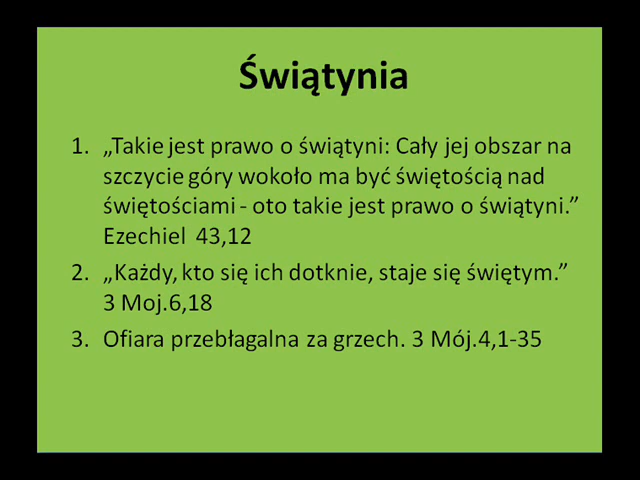 Świątynia
1. „Takie jest prawo o świątyni: Cały jej obszar na
szczycie góry wokoło ma być świętością nad
świętościami - oto takie jest prawo o świątyni.”
Ezechiel 43,12
2. „Każdy, kto się ich dotknie, staje się świętym.”
3 Moj.6,18
3. Ofiara przebłagalna za grzech. 3 Mój.4,1-35